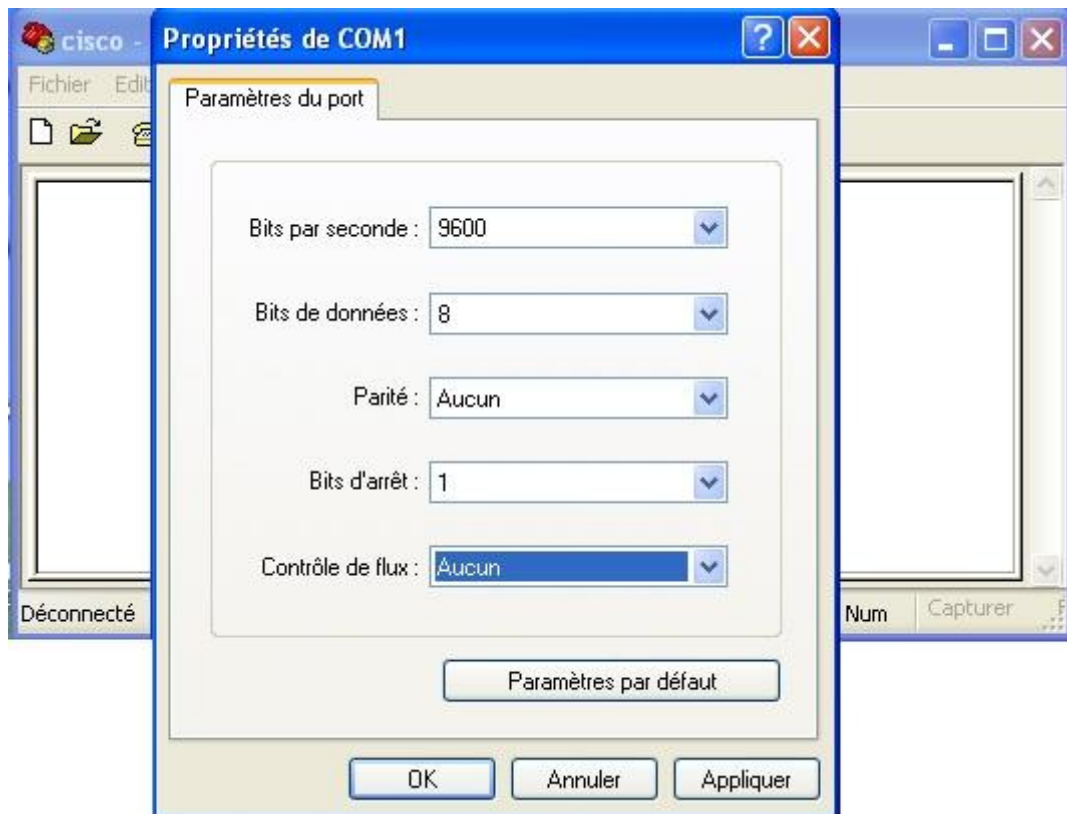 cisco -
Propriétés de COM1
Fichier Edit
Paramètres du port
Bits par seconde : 9600
Bits de données : 8
Parité : Aucun
Bits d'arrêt : 1
Contrôle de flux : Aucun
Déconnecté
Num
Capturer
Paramètres par défaut
OK
Annuler
Appliquer